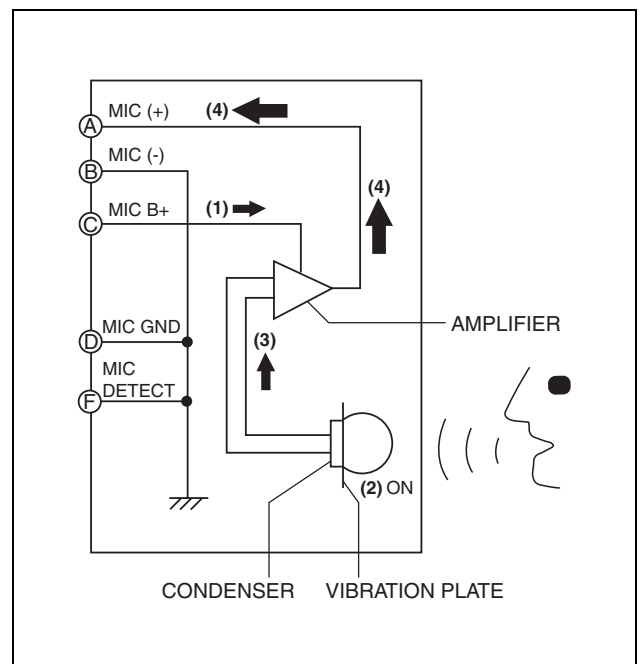 A MIC (+) (4)
B MIC (-)
C MIC B+ (1)
(4)
D MIC GND
AMPLIFIER
(3)
MIC
F DETECT
(2) ON
CONDENSER VIBRATION PLATE